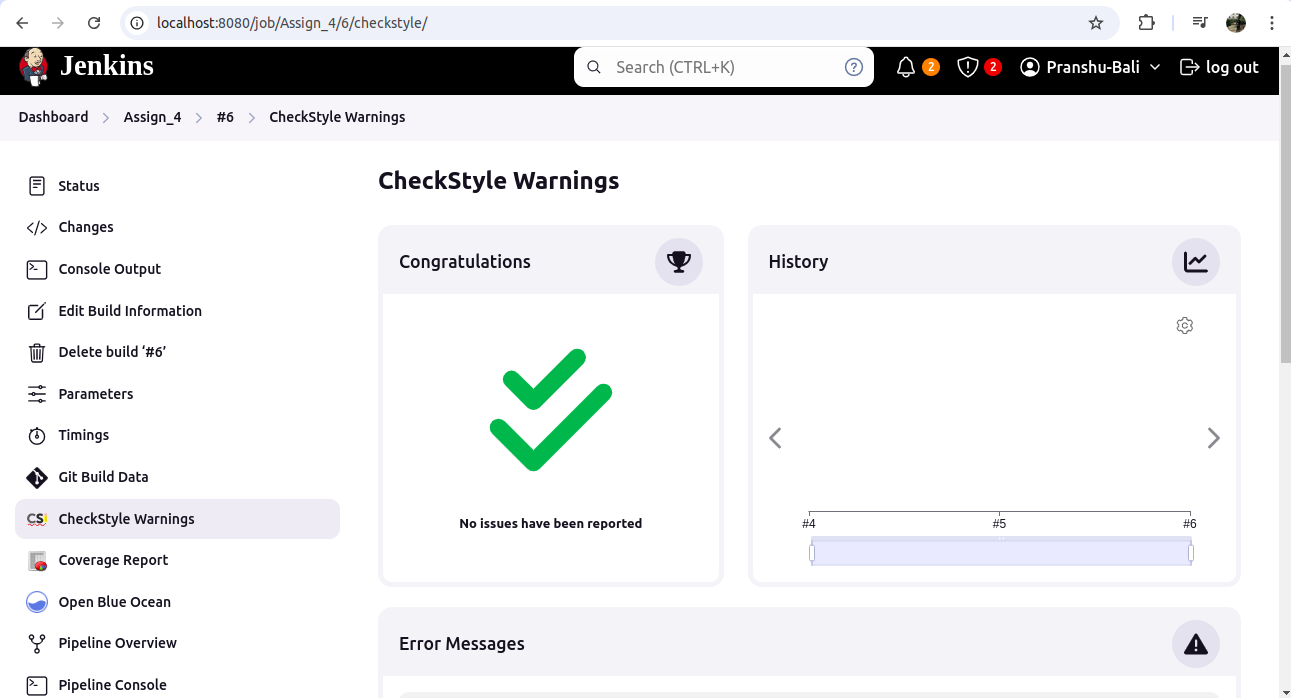 localhost:8080/job/Assign_4/6/checkstyle/
Jenkins
Search (CTRL+K)
?
2
2
Pranshu-Bali
log out
Dashboard
Assign_4
#6
CheckStyle Warnings
Status
Changes
Console Output
Edit Build Information
Delete build ‘#6’
Parameters
Timings
Git Build Data
CS!
CheckStyle Warnings
Coverage Report
Open Blue Ocean
Pipeline Overview
Pipeline Console
CheckStyle Warnings
Congratulations
No issues have been reported
History
#4
#5
#6
Error Messages